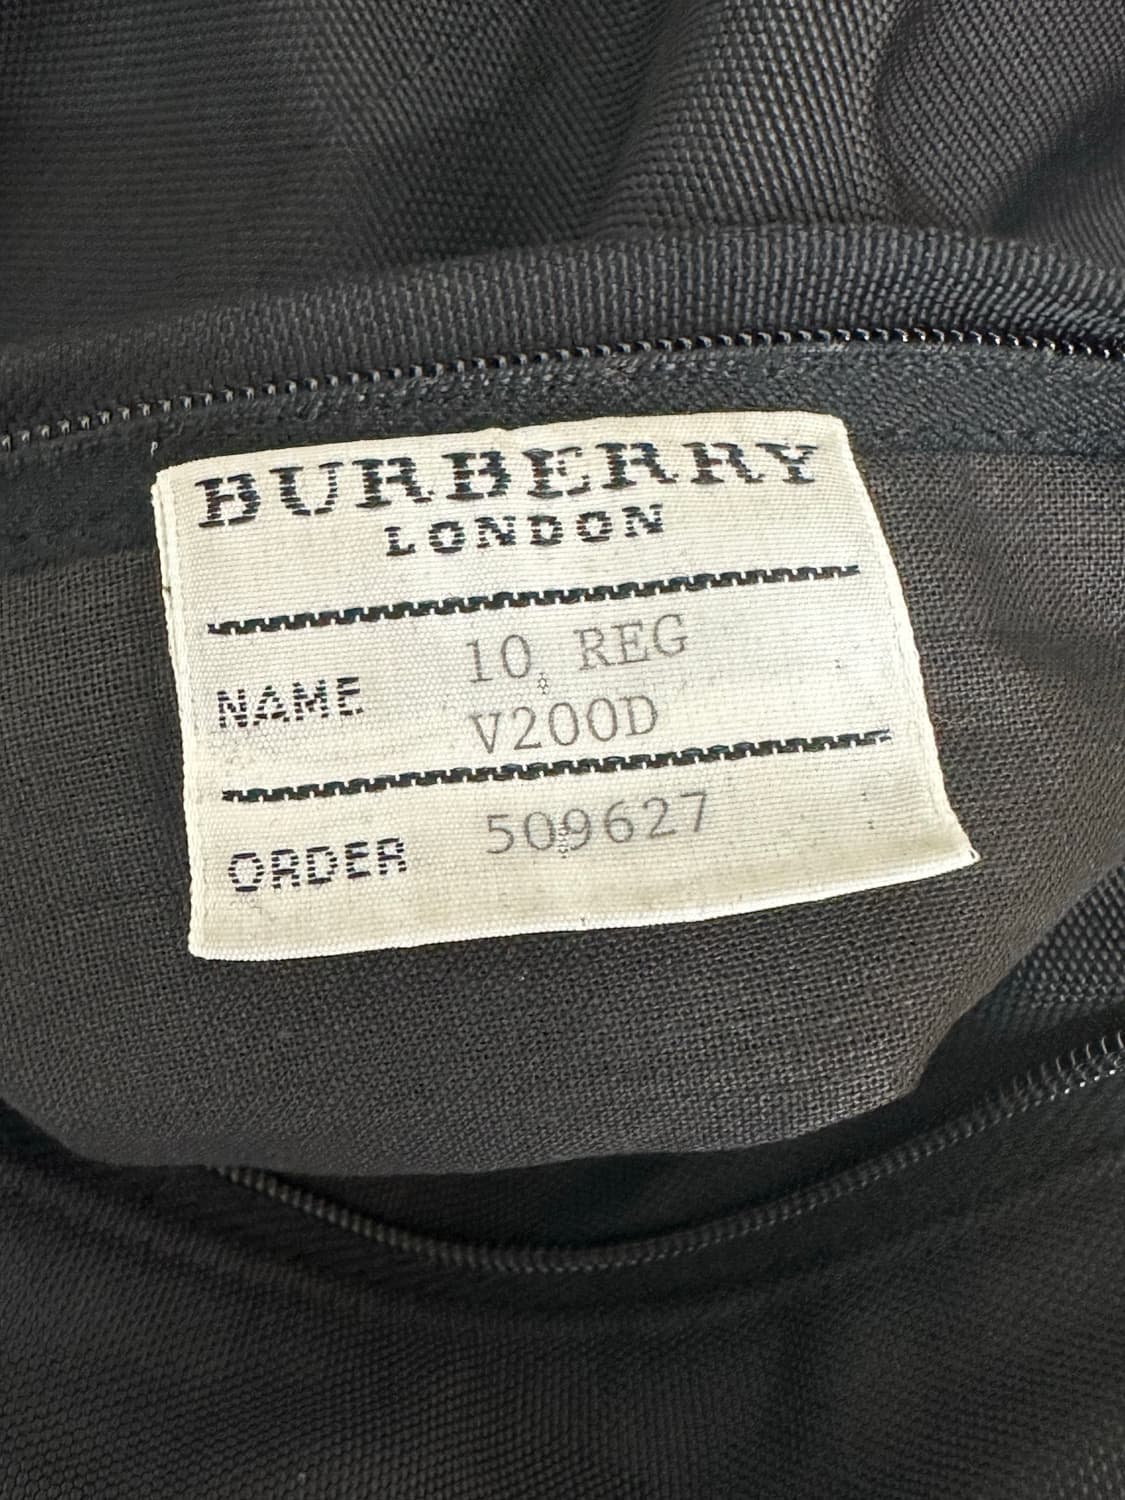 BURBERRY
LONDON
NAME 10 REG
V200D
ORDER 509627